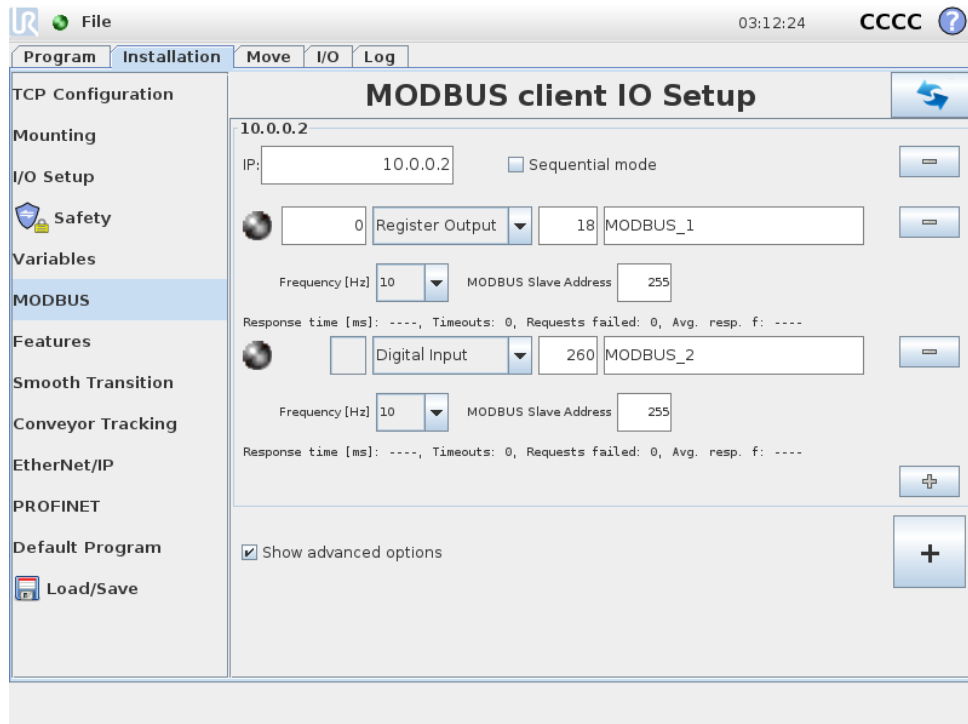 UR File 03:12:24 CCCC ?
Program Installation Move I/O Log
TCP Configuration
Mounting
I/O Setup
Safety
Variables
MODBUS
Features
Smooth Transition
Conveyor Tracking
EtherNet/IP
PROFINET
Default Program
Load/Save
MODBUS client IO Setup
10.0.0.2
IP: 10.0.0.2 Sequential mode
0 Register Output 18 MODBUS_1
Frequency [Hz] 10 MODBUS Slave Address 255
Response time [ms]: ----, Timeouts: 0, Requests failed: 0, Avg. resp. f: ----
Digital Input 260 MODBUS_2
Frequency [Hz] 10 MODBUS Slave Address 255
Response time [ms]: ----, Timeouts: 0, Requests failed: 0, Avg. resp. f: ----
Show advanced options